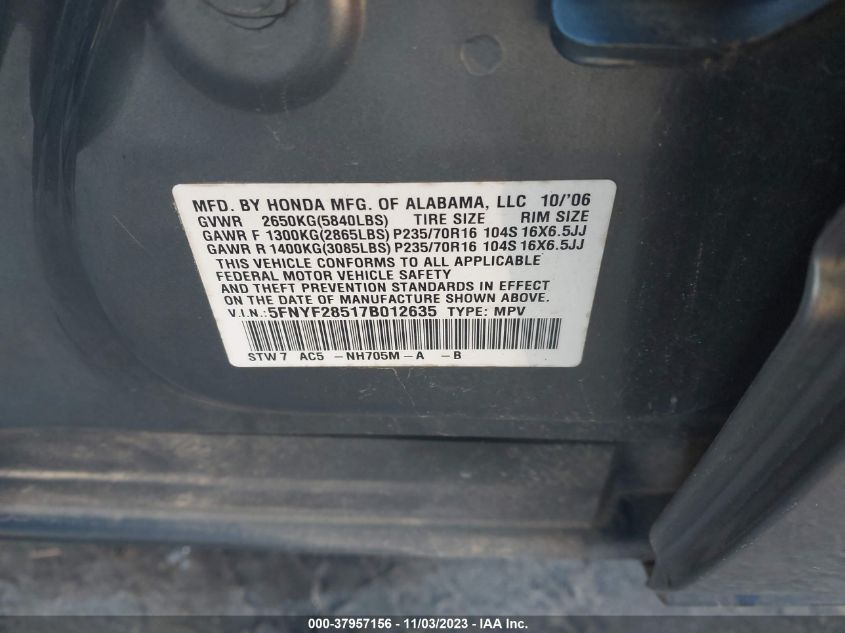 MFD. BY HONDA MFG. OF ALABAMA, LLC 10/'06
GVWR 2650KG(5840LBS) TIRE SIZE RIM SIZE
GAWR F 1300KG(2865LBS) P235/70R16 104S 16X6.5JJ
GAWR R 1400KG(3085LBS) P235/70R16 104S 16X6.5JJ
THIS VEHICLE CONFORMS TO ALL APPLICABLE
FEDERAL MOTOR VEHICLE SAFETY
AND THEFT PREVENTION STANDARDS IN EFFECT
ON THE DATE OF MANUFACTURE SHOWN ABOVE.
V.I.N.: 5FNYF28517B012635 TYPE: MPV
STW7 AC5 -NH705M-A -B
000-37957156 - 11/03/2023 - IAA Inc.